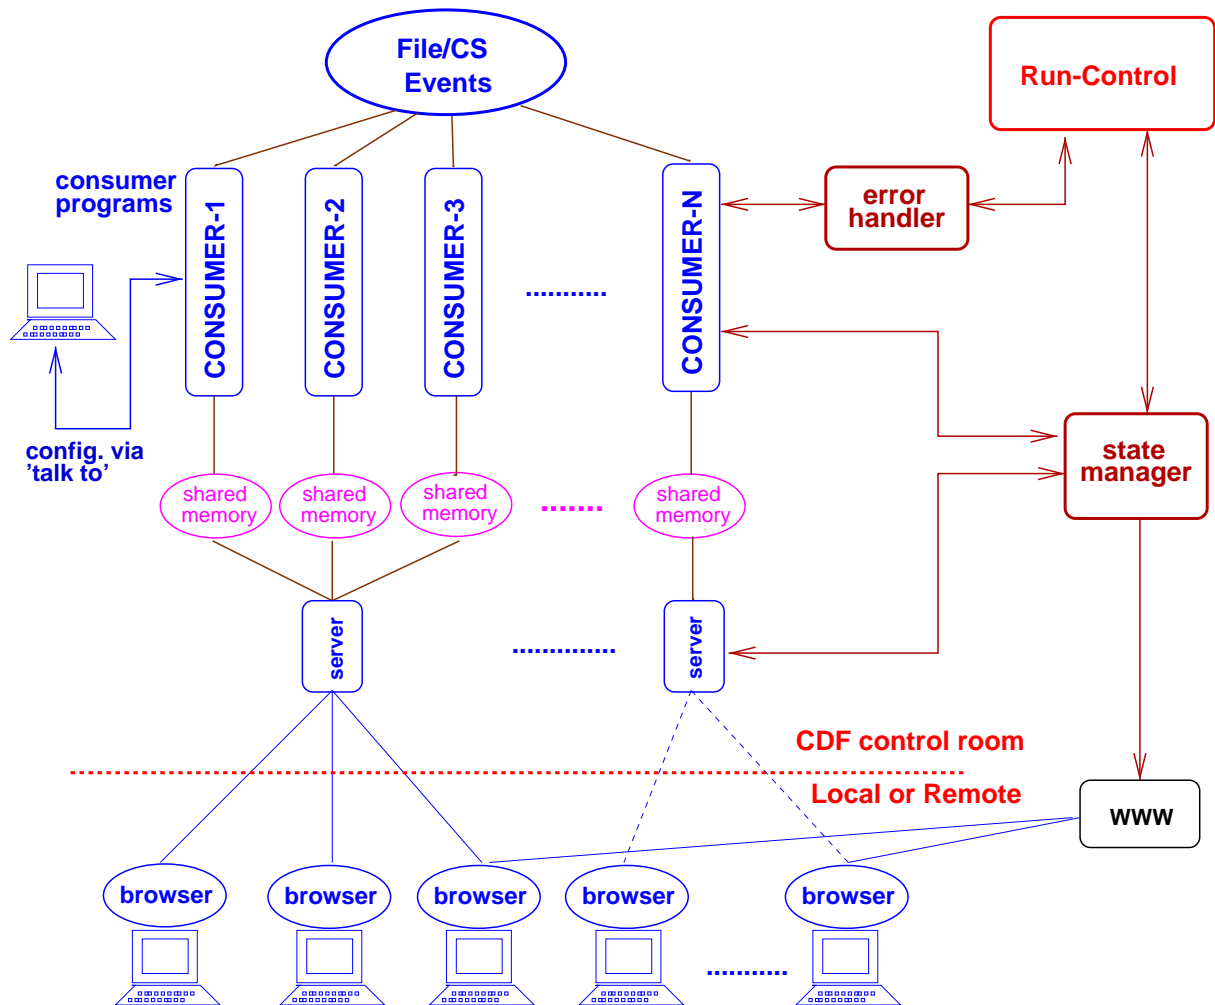 File/CS
Events
Run-Control
consumer
programs
CONSUMER-1
CONSUMER-2
CONSUMER-3
...........
CONSUMER-N
error
handler
config. via
'talk to'
state
manager
shared
memory
shared
memory
shared
memory
.......
shared
memory
server
..............
server
CDF control room
Local or Remote
www
browser
browser
browser
browser
browser
...........